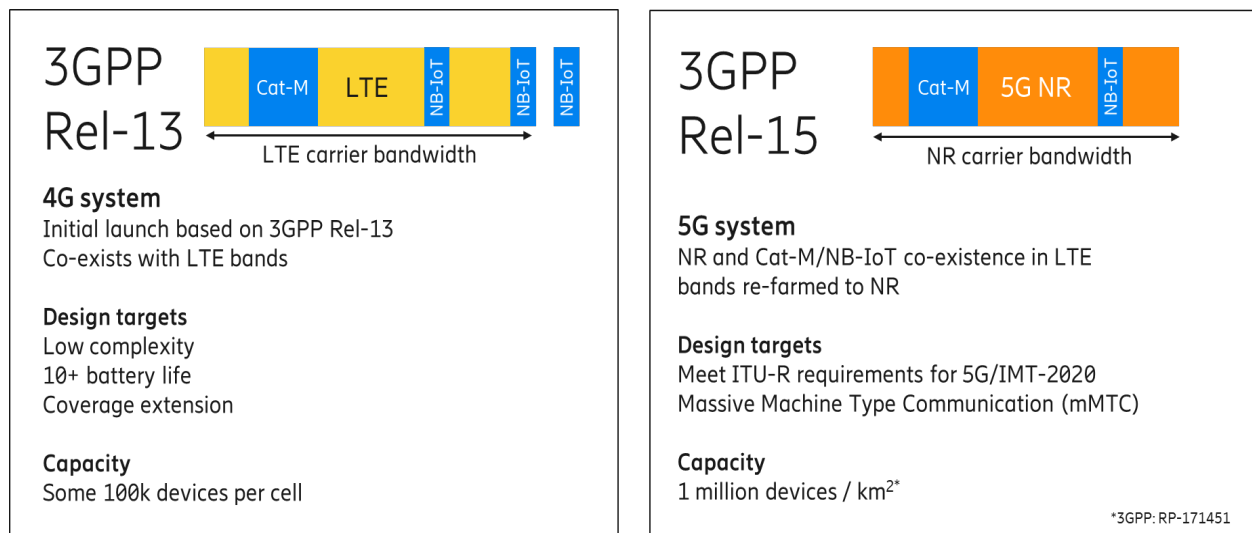 3GPP
Rel-13
Cat-M
LTE
NB-IoT
NB-IoT
NB-IoT
LTE carrier bandwidth
4G system
Initial launch based on 3GPP Rel-13
Co-exists with LTE bands
Design targets
Low complexity
10+ battery life
Coverage extension
Capacity
Some 100k devices per cell
3GPP
Rel-15
Cat-M
5G NR
NB-IoT
NR carrier bandwidth
5G system
NR and Cat-M/NB-IoT co-existence in LTE
bands re-farmed to NR
Design targets
Meet ITU-R requirements for 5G/IMT-2020
Massive Machine Type Communication (mMTC)
Capacity
1 million devices / km²*
*3GPP: RP-171451